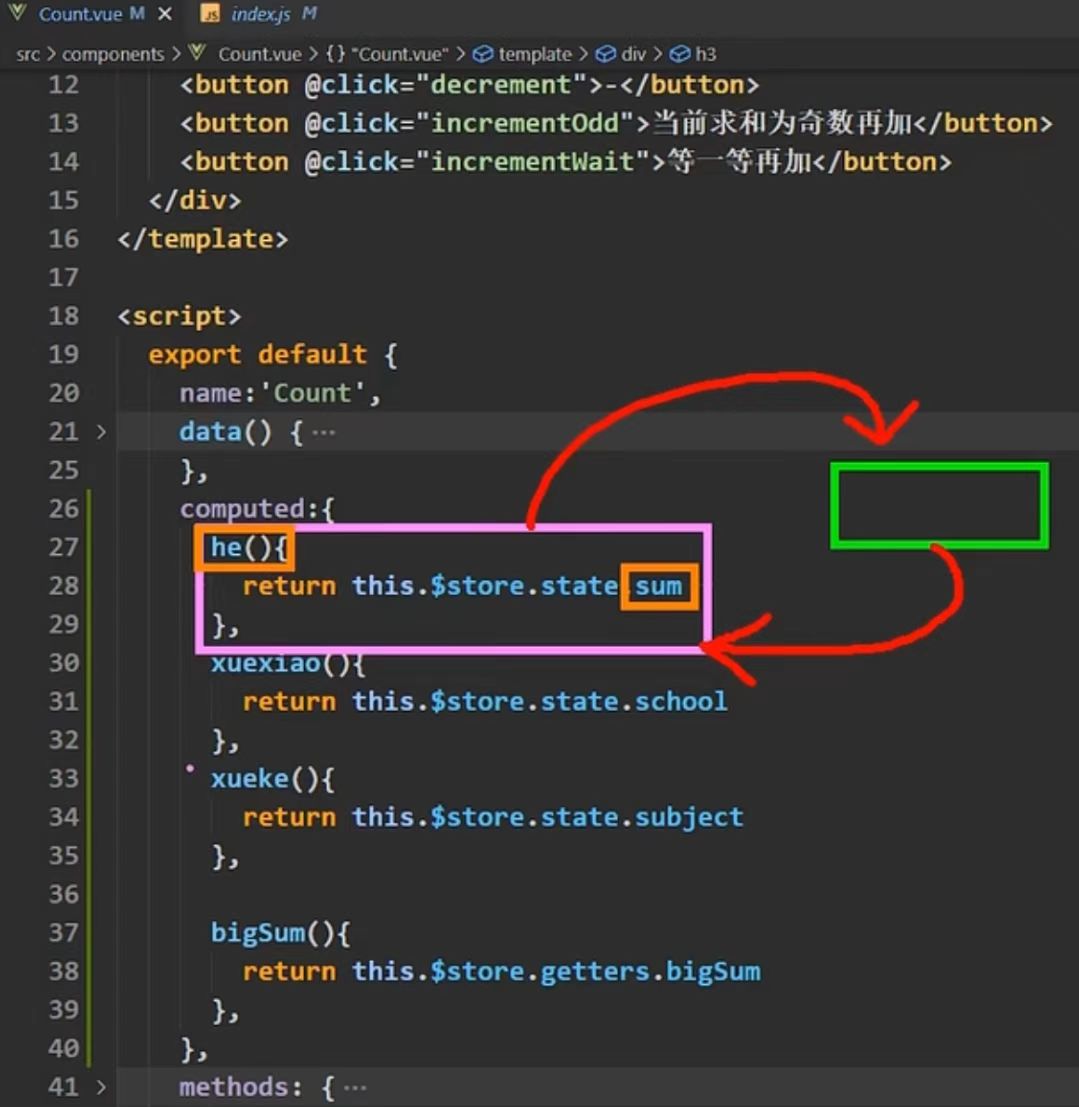 Count.vue M × JS index.js M
src > components > Count.vue > {} "Count.vue" > template > div > h3
12 <button @click="decrement">-</button>
13 <button @click="incrementOdd">当前求和为奇数再加</button>
14 <button @click="incrementWait">等一等再加</button>
15 </div>
16 </template>
17
18 <script>
19 export default {
20 name:'Count',
21 > data() { ···
25 },
26 computed:{
27 he(){
28 return this.$store.state.sum
29 },
30 xuexiao(){
31 return this.$store.state.school
32 },
33 xueke(){
34 return this.$store.state.subject
35 },
36
37 bigSum(){
38 return this.$store.getters.bigSum
39 },
40 },
41 > methods: { ···